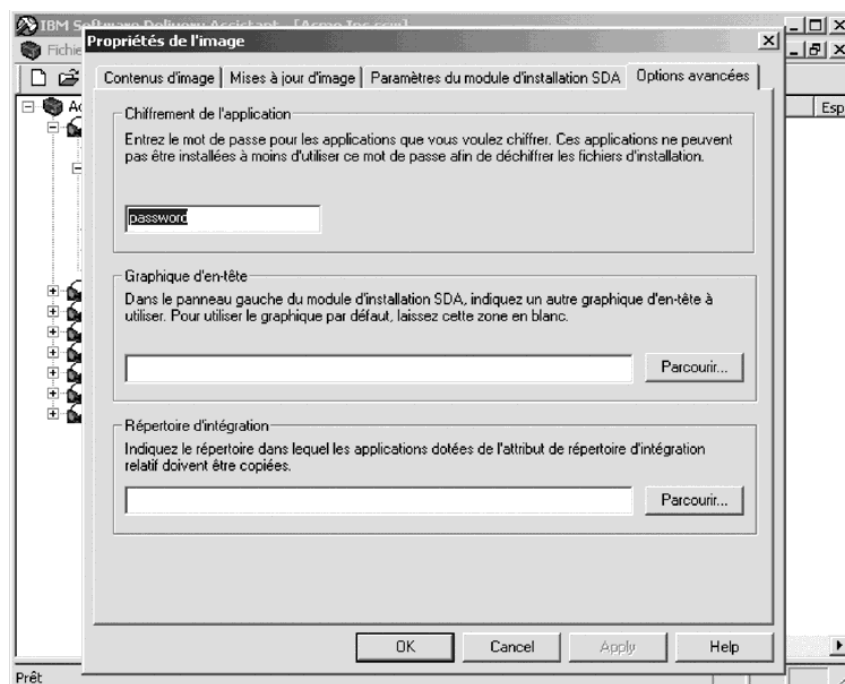 IBM Software Delivery Assistant - [Acme Inc.scw]
Propriétés de l'image
Fichie
Contenus d'image
Mises à jour d'image
Paramètres du module d'installation SDA
Options avancées
Ac
Esp
Chiffrement de l'application
Entrez le mot de passe pour les applications que vous voulez chiffrer. Ces applications ne peuvent
pas être installées à moins d'utiliser ce mot de passe afin de déchiffrer les fichiers d'installation.
password
Graphique d'en-tête
Dans le panneau gauche du module d'installation SDA, indiquez un autre graphique d'en-tête à
utiliser. Pour utiliser le graphique par défaut, laissez cette zone en blanc.
Parcourir...
Répertoire d'intégration
Indiquez le répertoire dans lequel les applications dotées de l'attribut de répertoire d'intégration
relatif doivent être copiées.
Parcourir...
OK
Cancel
Apply
Help
Prêt